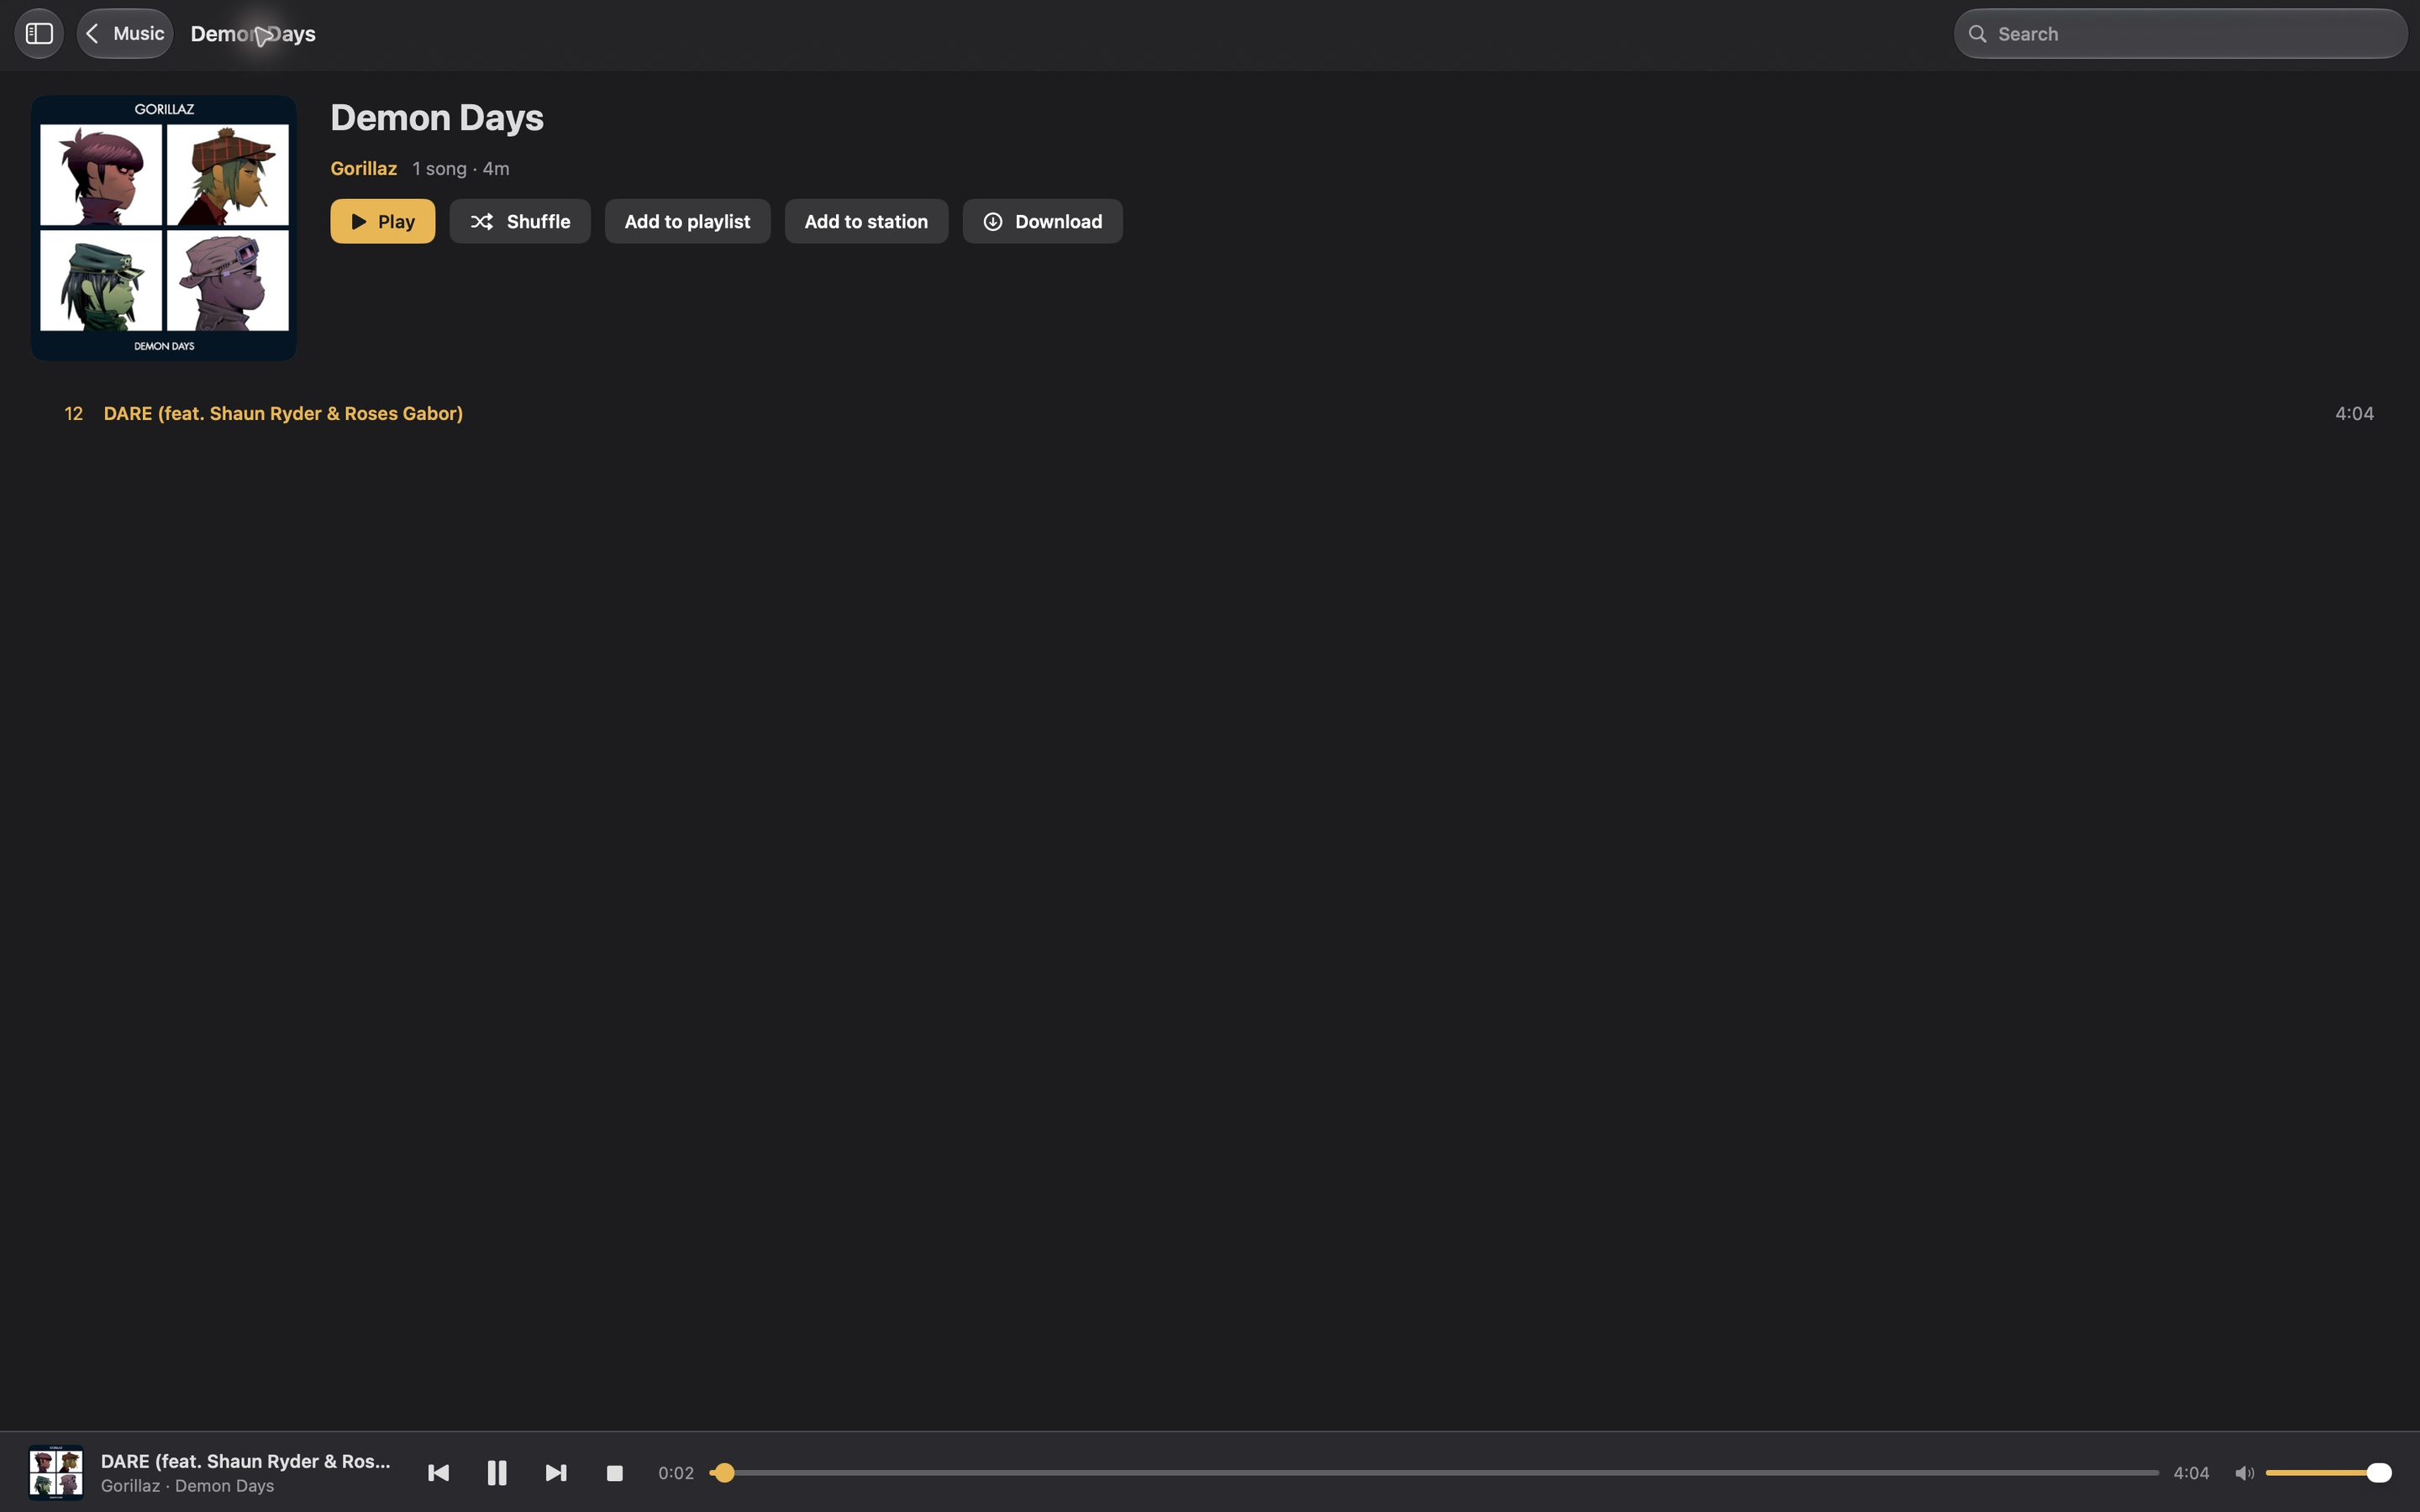 Music
Demon Days
Search
GORILLAZ
DEMON DAYS
Demon Days
Gorillaz 1 song · 4m
Play Shuffle Add to playlist Add to station Download
12 DARE (feat. Shaun Ryder & Roses Gabor) 4:04
DARE (feat. Shaun Ryder & Ros...
Gorillaz · Demon Days
0:02 4:04